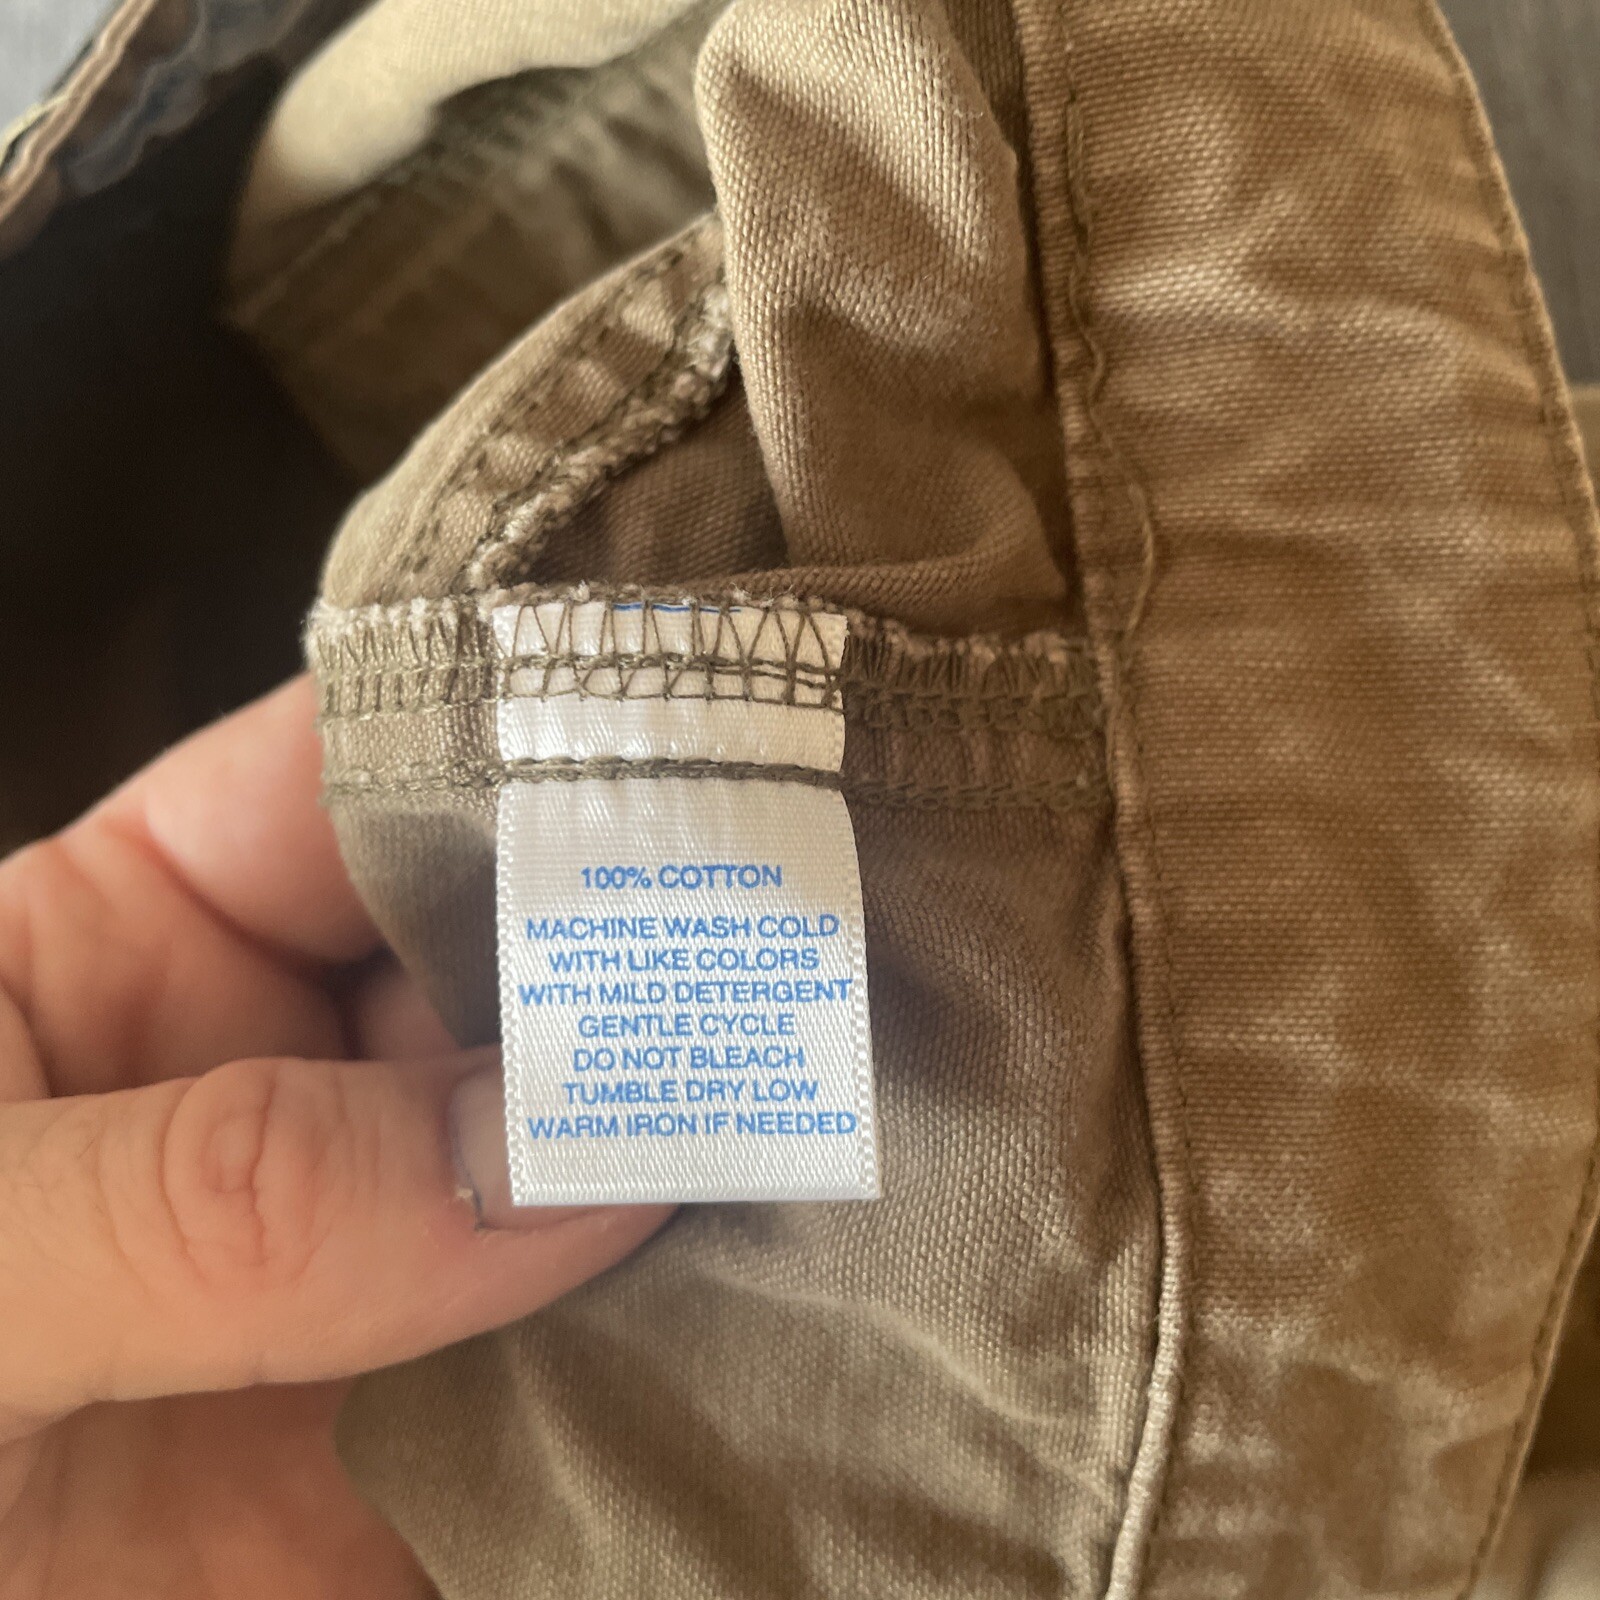 100% COTTON
MACHINE WASH COLD
WITH LIKE COLORS
WITH MILD DETERGENT
GENTLE CYCLE
DO NOT BLEACH
TUMBLE DRY LOW
WARM IRON IF NEEDED